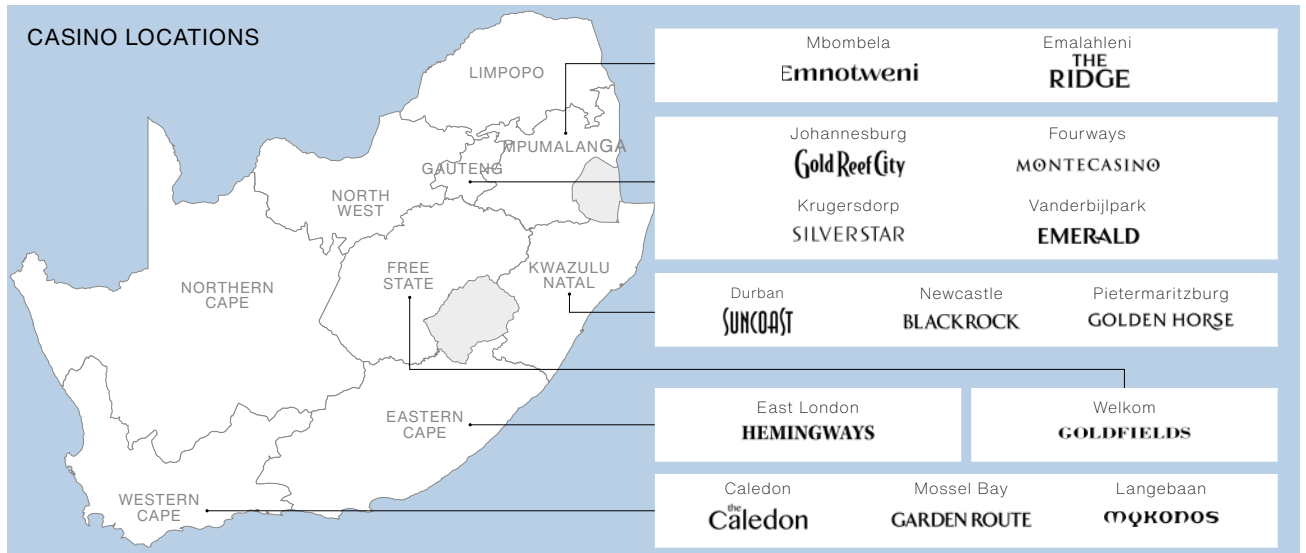 CASINO LOCATIONS
LIMPOPO
MPUMALANGA
GAUTENG
NORTH
WEST
FREE
STATE
KWAZULU
NATAL
NORTHERN
CAPE
EASTERN
CAPE
WESTERN
CAPE
Mbombela
Emnotweni
Emalahleni
THE
RIDGE
Johannesburg
Gold Reef City
Fourways
MONTECASINO
Krugersdorp
SILVERSTAR
Vanderbijlpark
EMERALD
Durban
SUNCOAST
Newcastle
BLACKROCK
Pietermaritzburg
GOLDEN HORSE
East London
HEMINGWAYS
Welkom
GOLDFIELDS
Caledon
the
Caledon
Mossel Bay
GARDEN ROUTE
Langebaan
mykonos